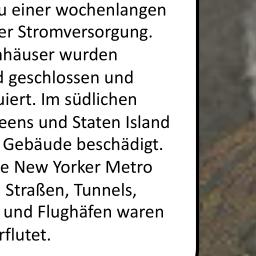 u einer wochenlangen
er Stromversorgung.
nhäuser wurden
d geschlossen und
uiert. Im südlichen
eens und Staten Island
Gebäude beschädigt.
e New Yorker Metro
Straßen, Tunnels,
und Flughäfen waren
rflutet.